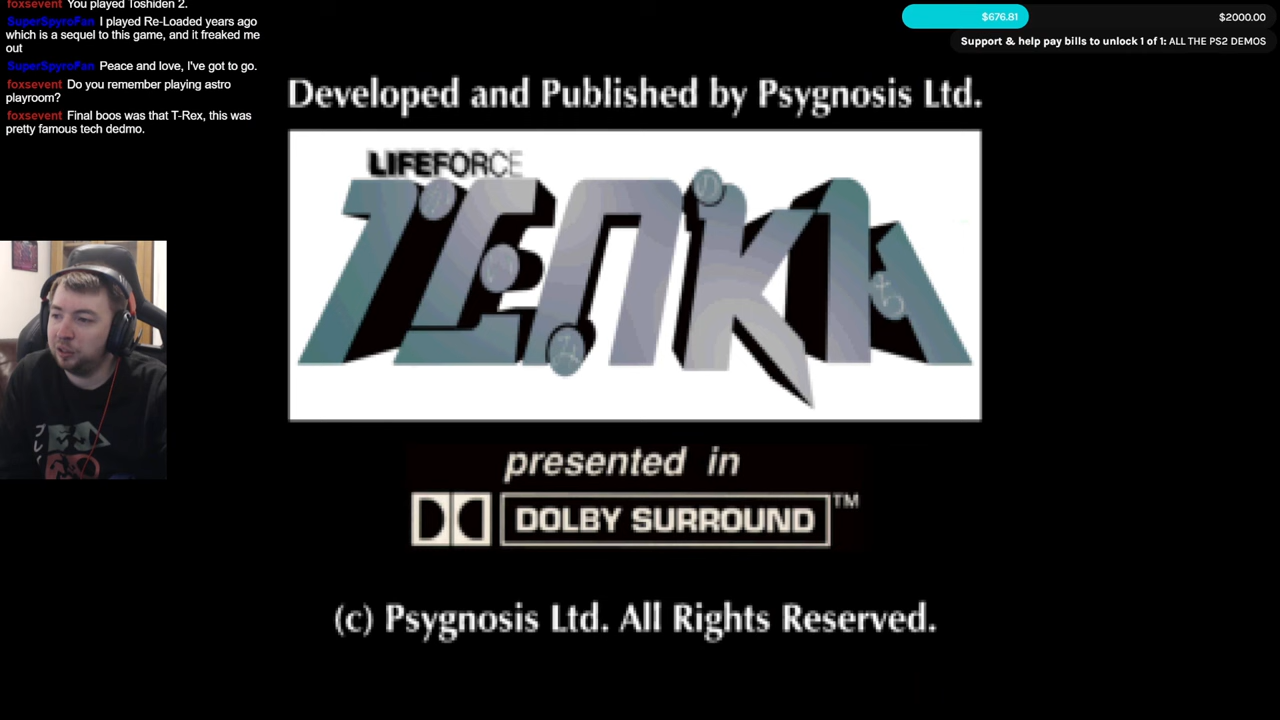 foxsevent You played Toshiden 2.
SuperSpyroFan I played Re-Loaded years ago
which is a sequel to this game, and it freaked me
out
SuperSpyroFan Peace and love, I've got to go.
foxsevent Do you remember playing astro
playroom?
foxsevent Final boos was that T-Rex, this was
pretty famous tech dedmo.
$676.81
$2000.00
Support & help pay bills to unlock 1 of 1: ALL THE PS2 DEMOS
Developed and Published by Psygnosis Ltd.
LIFEFORCE
TENKA
presented in
DOLBY SURROUND™
(c) Psygnosis Ltd. All Rights Reserved.
プレ